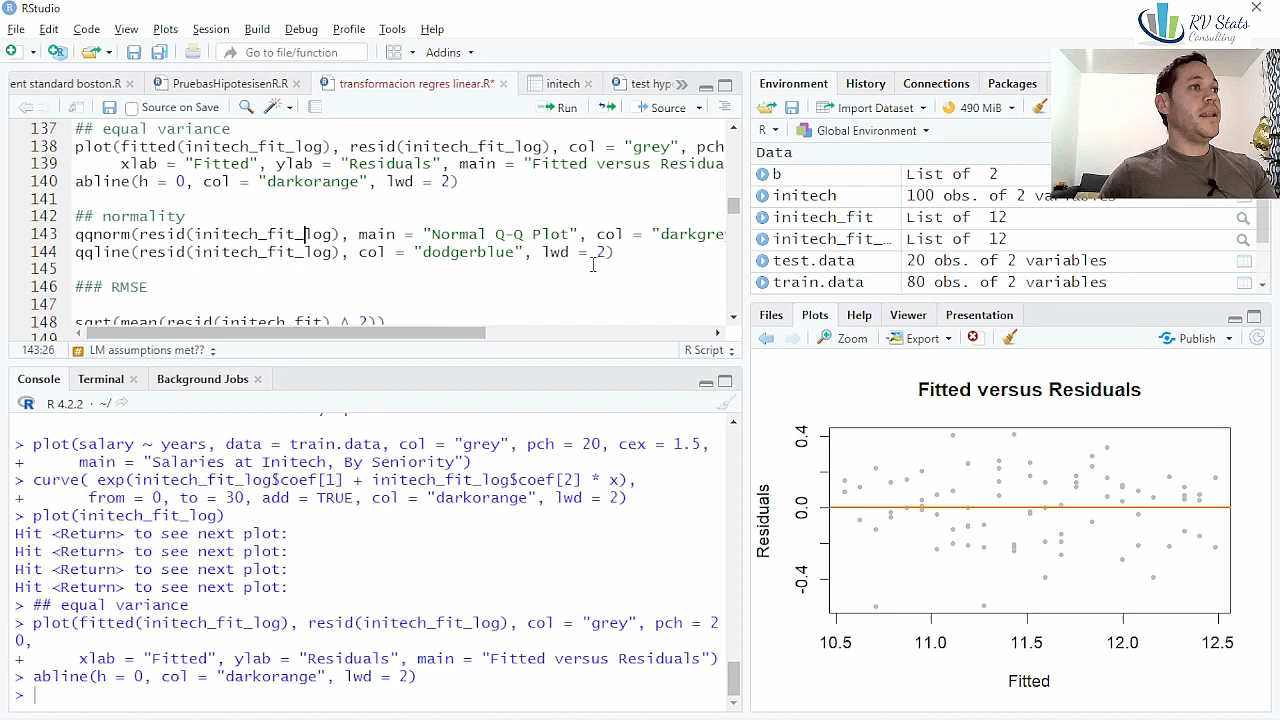 RStudio
RV Stats
Consulting
File Edit Code View Plots Session Build Debug Profile Tools Help
Go to file/function
Addins
ent standard boston.R
PruebasHipotesisenR.R
transformacion regres linear.R*
initech
test hyp
Source on Save
Run
Source
137 ## equal variance
138 plot(fitted(initech_fit_log), resid(initech_fit_log), col = "grey", pch
139 xlab = "Fitted", ylab = "Residuals", main = "Fitted versus Residua
140 abline(h = 0, col = "darkorange", lwd = 2)
141
142 ## normality
143 qqnorm(resid(initech_fit_log), main = "Normal Q-Q Plot", col = "darkgre
144 qqline(resid(initech_fit_log), col = "dodgerblue", lwd = 2)
145
146 ### RMSE
147
148 sqrt(mean(resid(initech_fit) ^ 2))
149
143:26
LM assumptions met??
R Script
Console
Terminal
Background Jobs
R 4.2.2 · ~/
> plot(salary ~ years, data = train.data, col = "grey", pch = 20, cex = 1.5,
+ main = "Salaries at Initech, By Seniority")
> curve( exp(initech_fit_log$coef[1] + initech_fit_log$coef[2] * x),
+ from = 0, to = 30, add = TRUE, col = "darkorange", lwd = 2)
> plot(initech_fit_log)
Hit <Return> to see next plot:
Hit <Return> to see next plot:
Hit <Return> to see next plot:
Hit <Return> to see next plot:
> ## equal variance
> plot(fitted(initech_fit_log), resid(initech_fit_log), col = "grey", pch = 2
0,
+ xlab = "Fitted", ylab = "Residuals", main = "Fitted versus Residuals")
> abline(h = 0, col = "darkorange", lwd = 2)
>
Environment
History
Connections
Packages
Import Dataset
490 MiB
R
Global Environment
Data
b List of 2
initech 100 obs. of 2 variables
initech_fit List of 12
initech_fit_... List of 12
test.data 20 obs. of 2 variables
train.data 80 obs. of 2 variables
Files
Plots
Help
Viewer
Presentation
Zoom
Export
Publish
Fitted versus Residuals
Residuals
0.4
0.0
-0.4
10.5 11.0 11.5 12.0 12.5
Fitted